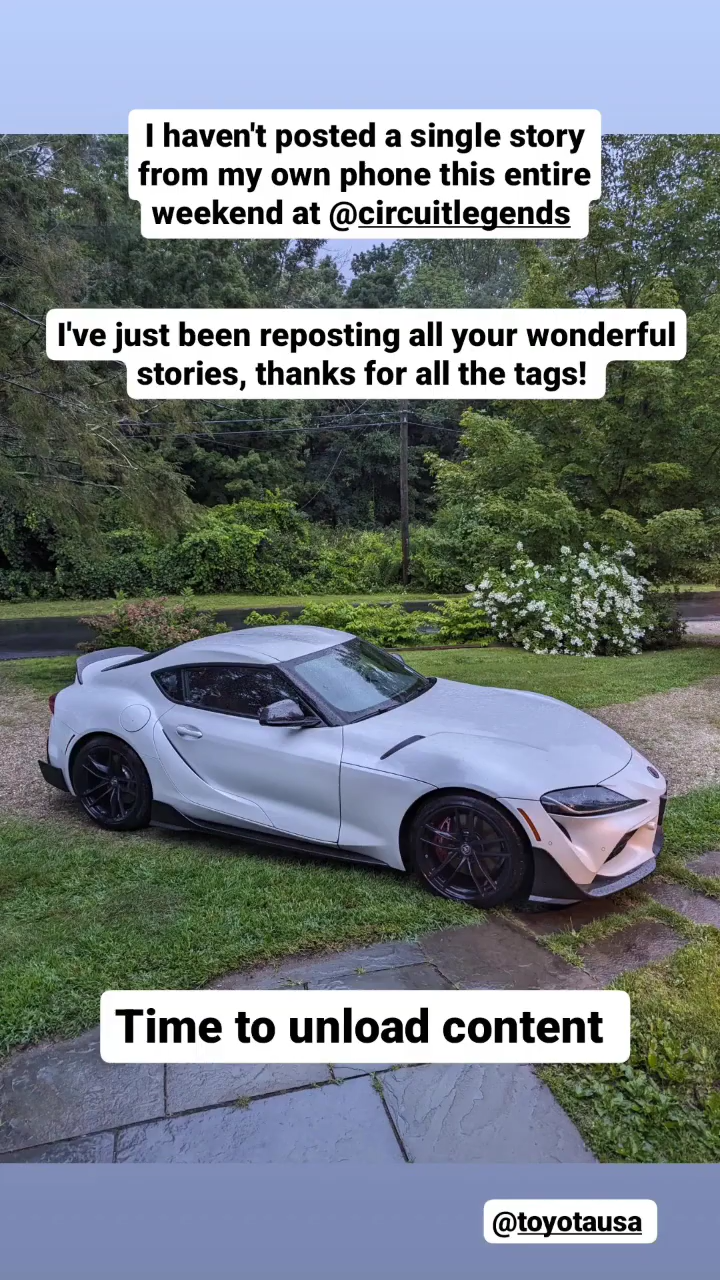 I haven't posted a single story
from my own phone this entire
weekend at @circuitlegends
I've just been reposting all your wonderful
stories, thanks for all the tags!
Time to unload content
@toyotausa